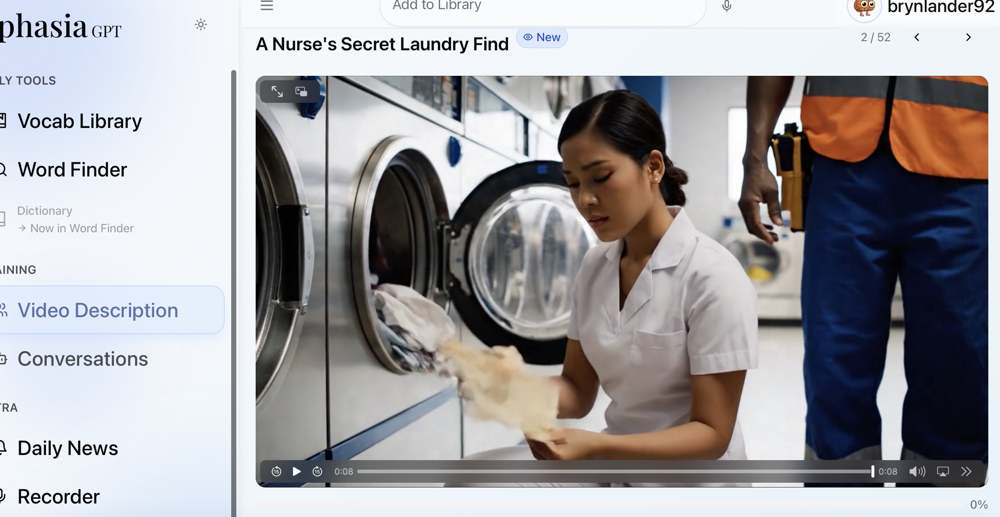 phasia GPT
LY TOOLS
Vocab Library
Word Finder
Dictionary
→ Now in Word Finder
AINING
Video Description
Conversations
TRA
Daily News
Recorder
Add to Library
brynlander92
A Nurse's Secret Laundry Find
New
2 / 52
15
15
0:08
0:08
0%